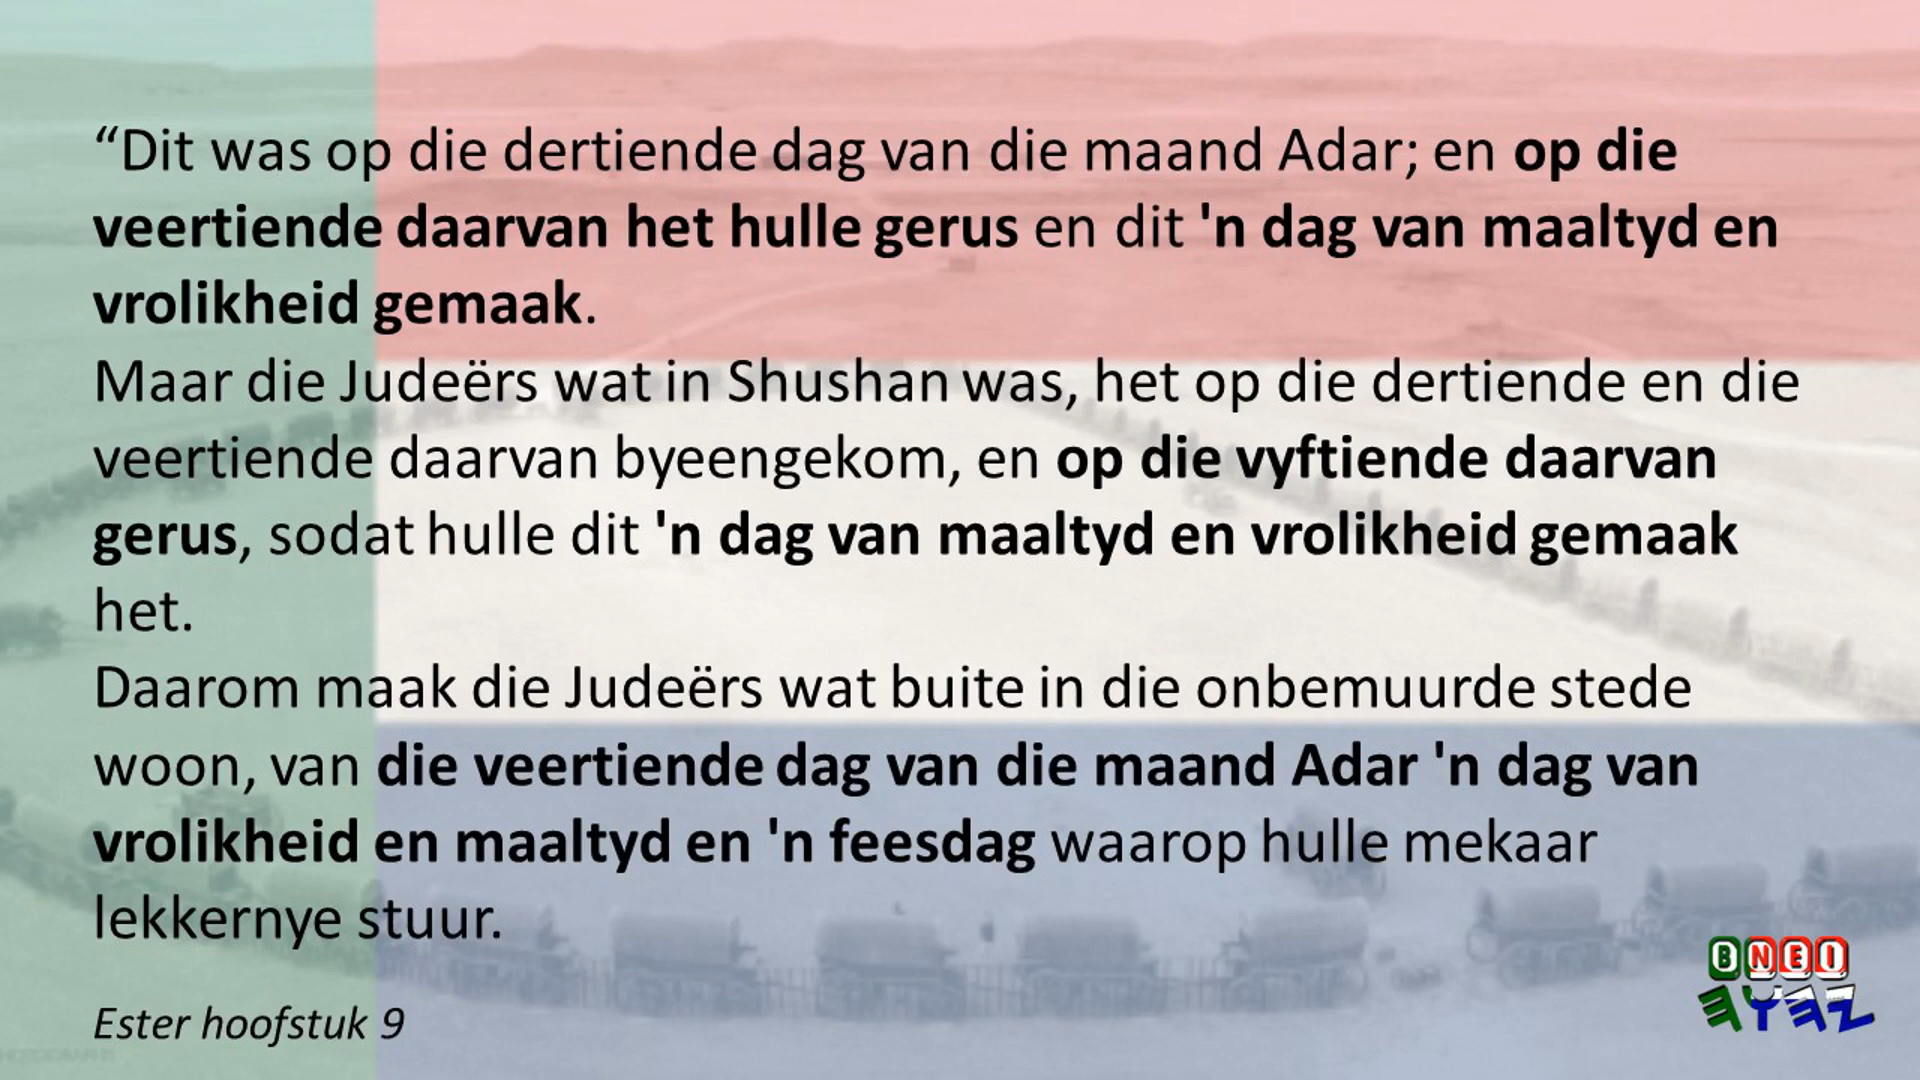 “Dit was op die dertiende dag van die maand Adar; en op die
veertiende daarvan het hulle gerus en dit 'n dag van maaltyd en
vrolikheid gemaak.
Maar die Judeërs wat in Shushan was, het op die dertiende en die
veertiende daarvan byeengekom, en op die vyftiende daarvan
gerus, sodat hulle dit 'n dag van maaltyd en vrolikheid gemaak
het.
Daarom maak die Judeërs wat buite in die onbemuurde stede
woon, van die veertiende dag van die maand Adar 'n dag van
vrolikheid en maaltyd en 'n feesdag waarop hulle mekaar
lekkernye stuur.
Ester hoofstuk 9
BNEI